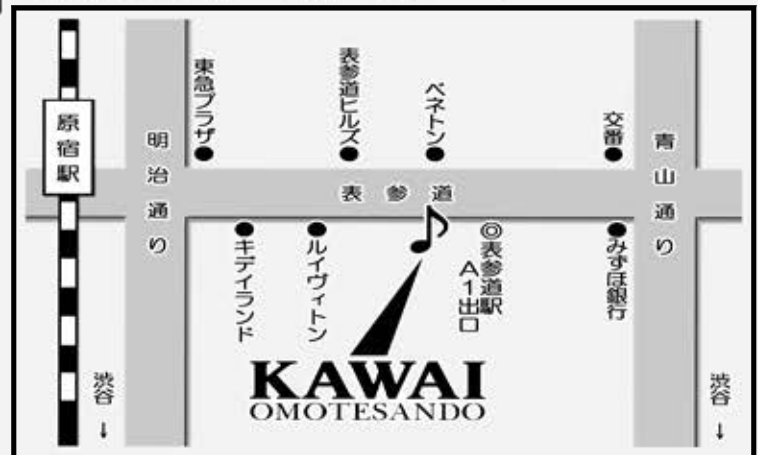 原宿駅
明治通り
東急プラザ
表参道ヒルズ
ベネトン
交番
青山通り
表参道
キデイランド
ルイヴィトン
◎表参道駅
A1出口
みずほ銀行
KAWAI
OMOTESANDO
渋谷↓
渋谷↓